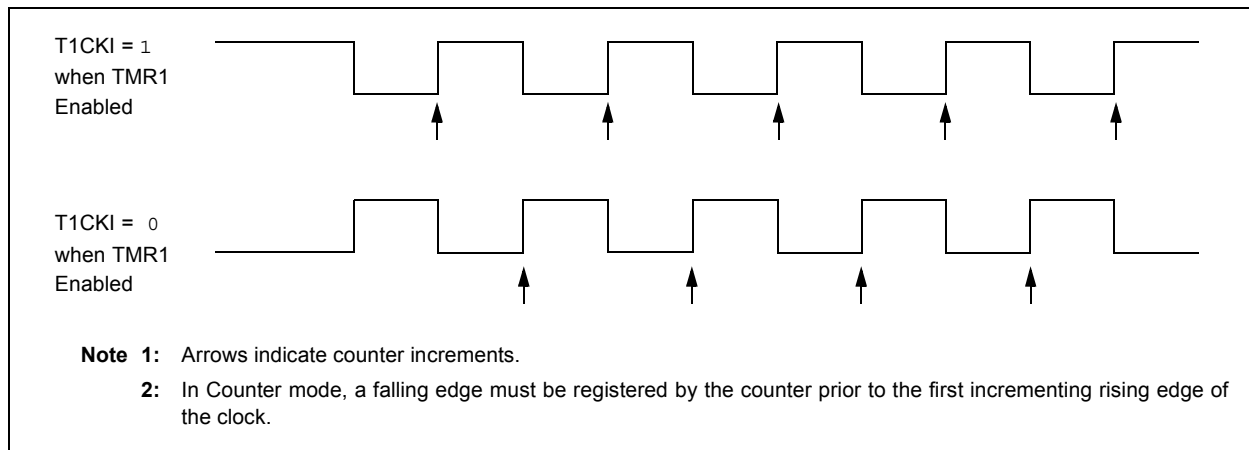 T1CKI = 1
when TMR1
Enabled
T1CKI = 0
when TMR1
Enabled
Note 1: Arrows indicate counter increments.
2: In Counter mode, a falling edge must be registered by the counter prior to the first incrementing rising edge of
the clock.